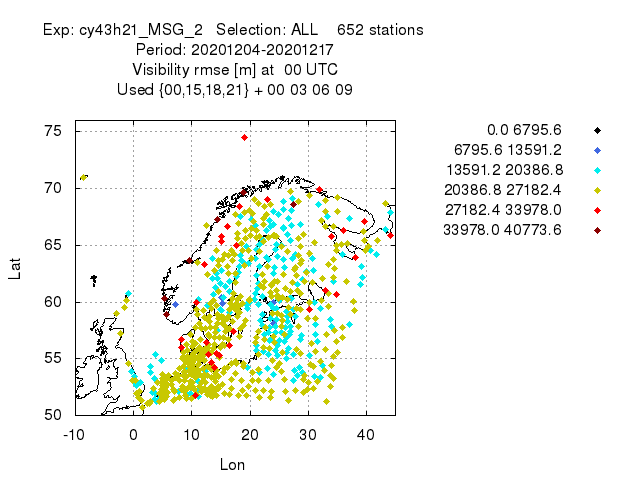 Exp: cy43h21_MSG_2 Selection: ALL 652 stations
Period: 20201204-20201217
Visibility rmse [m] at 00 UTC
Used {00,15,18,21} + 00 03 06 09
0.0 6795.6
6795.6 13591.2
13591.2 20386.8
20386.8 27182.4
27182.4 33978.0
33978.0 40773.6
75
70
65
60
55
50
Lat
-10 0 10 20 30 40
Lon